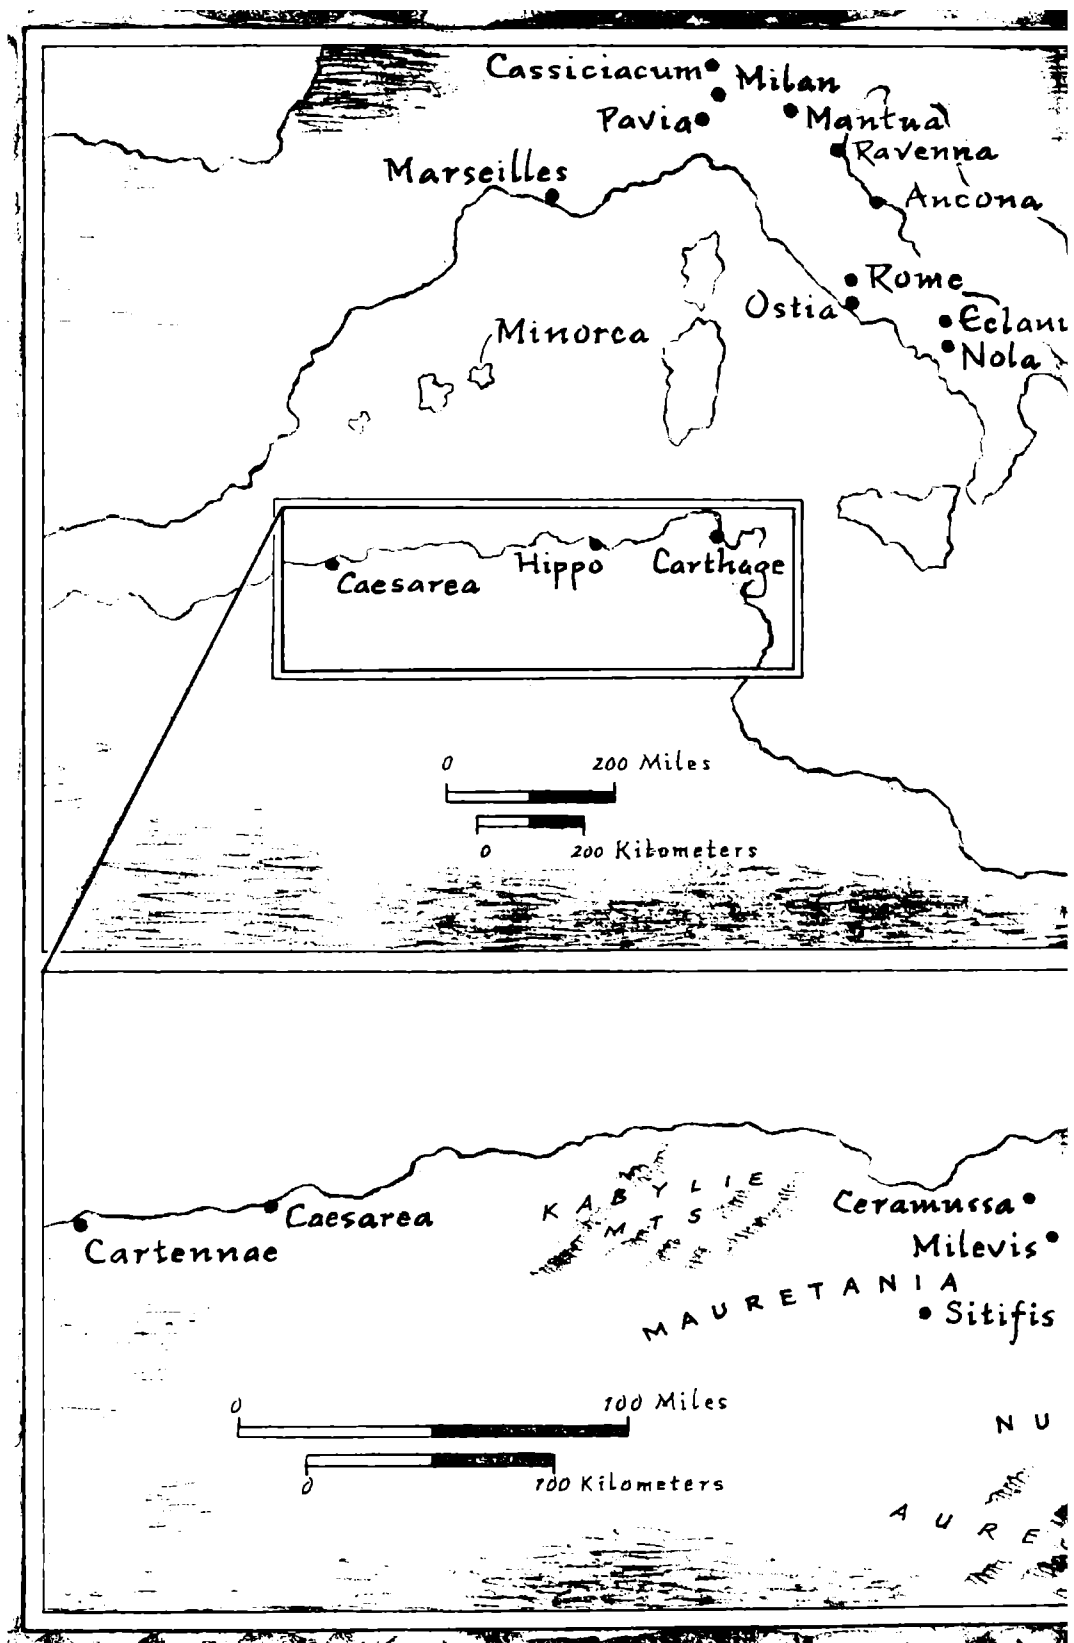 Cassiciacum
Milan
Pavia
Mantua
Ravenna
Marseilles
Ancona
Rome
Ostia
Eclanu
Minorca
Nola
Hippo
Carthage
Caesarea
0 200 Miles
0 200 Kilometers
KABYLIE
MTS
Ceramussa
Caesarea
Cartennae
Milevis
MAURETANIA
Sitifis
0 100 Miles
NU
0 100 Kilometers
AURE